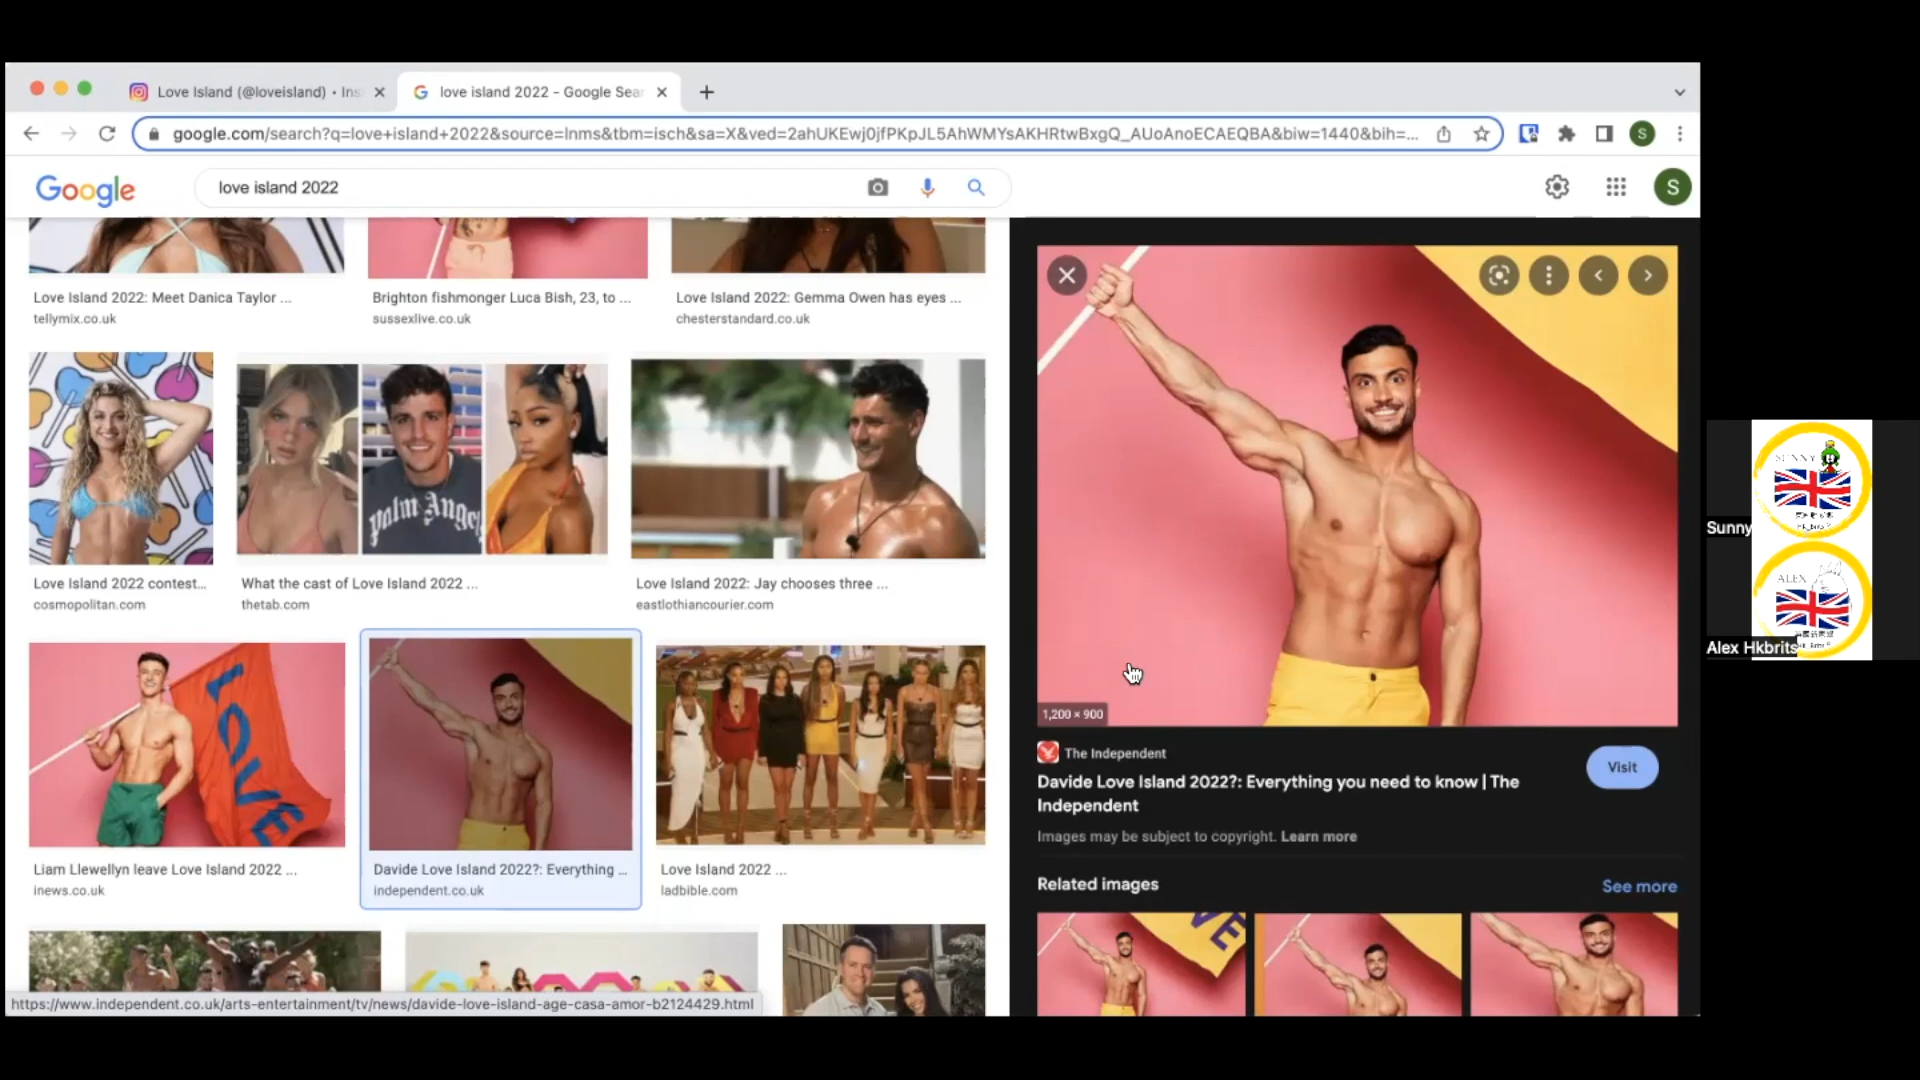 Love Island (@loveisland) • Ins
love island 2022 - Google Sear
google.com/search?q=love+island+2022&source=lnms&tbm=isch&sa=X&ved=2ahUKEwj0jfPKpJL5AhWMYsAKHRtwBxgQ_AUoAnoECAEQBA&biw=1440&bih=...
S
Google
love island 2022
S
Love Island 2022: Meet Danica Taylor ...
tellymix.co.uk
Brighton fishmonger Luca Bish, 23, to ...
sussexlive.co.uk
Love Island 2022: Gemma Owen has eyes ...
chesterstandard.co.uk
palm Angel
Love Island 2022 contest...
cosmopolitan.com
What the cast of Love Island 2022 ...
thetab.com
Love Island 2022: Jay chooses three ...
eastlothiancourier.com
LOVE
Liam Llewellyn leave Love Island 2022 ...
inews.co.uk
Davide Love Island 2022?: Everything ...
independent.co.uk
Love Island 2022 ...
ladbible.com
https://www.independent.co.uk/arts-entertainment/tv/news/davide-love-island-age-casa-amor-b2124429.html
1,200 × 900
The Independent
Davide Love Island 2022?: Everything you need to know | The
Independent
Visit
Images may be subject to copyright. Learn more
Related images
See more
VE
SUNNY
Sunny
ALEX
Alex Hkbrits